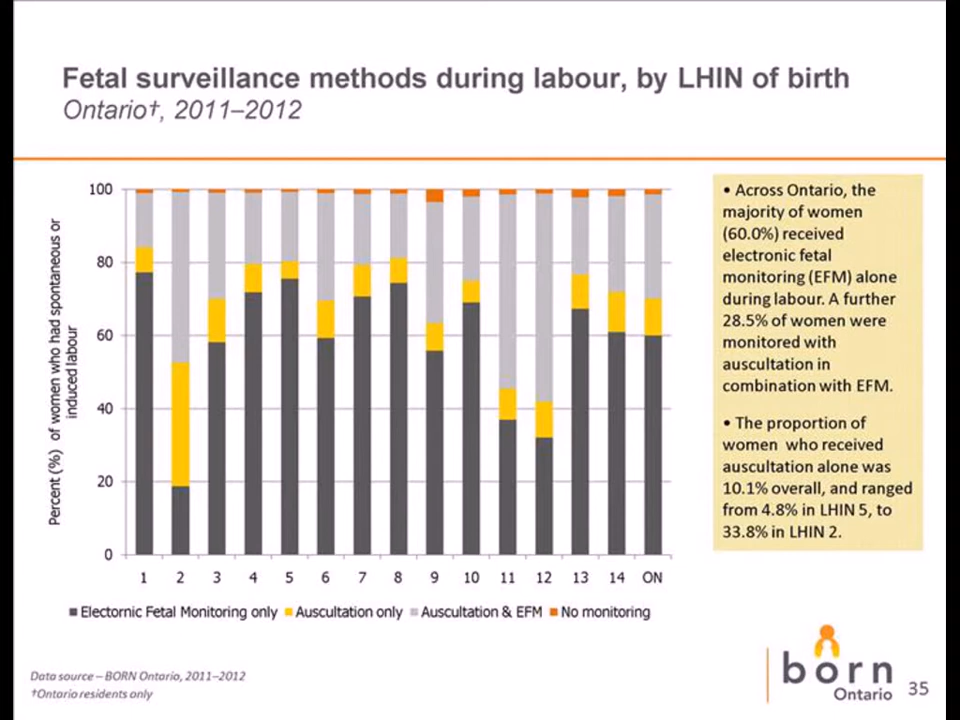 Fetal surveillance methods during labour, by LHIN of birth
Ontario†, 2011–2012
Percent (%) of women who had spontaneous or
induced labour
100
80
60
40
20
0
1 2 3 4 5 6 7 8 9 10 11 12 13 14 ON
Electornic Fetal Monitoring only Auscultation only Auscultation & EFM No monitoring
• Across Ontario, the
majority of women
(60.0%) received
electronic fetal
monitoring (EFM) alone
during labour. A further
28.5% of women were
monitored with
auscultation in
combination with EFM.
• The proportion of
women who received
auscultation alone was
10.1% overall, and ranged
from 4.8% in LHIN 5, to
33.8% in LHIN 2.
Data source – BORN Ontario, 2011–2012
†Ontario residents only
born
Ontario
35